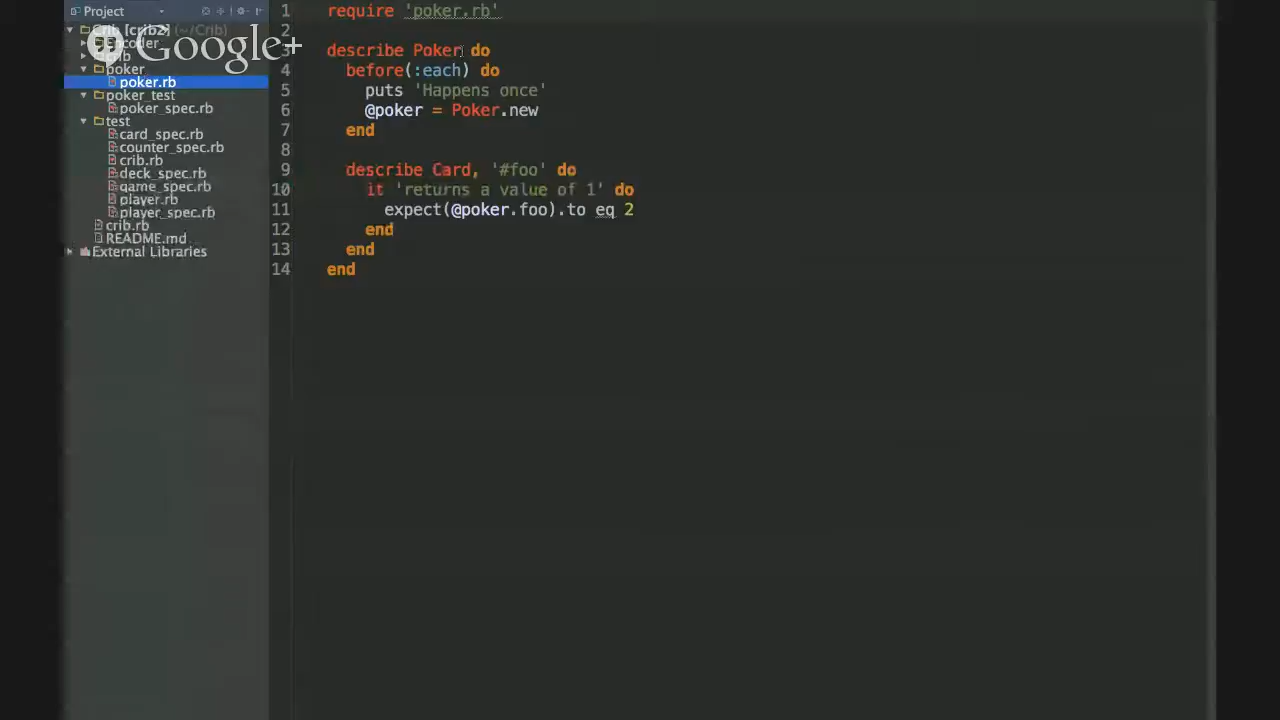 Project
Crib [crib2] (~/Crib)
Encoder
crib
poker
poker.rb
poker_test
poker_spec.rb
test
card_spec.rb
counter_spec.rb
crib.rb
deck_spec.rb
game_spec.rb
player.rb
player_spec.rb
crib.rb
README.md
External Libraries
Google+
1 require 'poker.rb'
2
3 describe Poker do
4 before(:each) do
5 puts 'Happens once'
6 @poker = Poker.new
7 end
8
9 describe Card, '#foo' do
10 it 'returns a value of 1' do
11 expect(@poker.foo).to eq 2
12 end
13 end
14 end